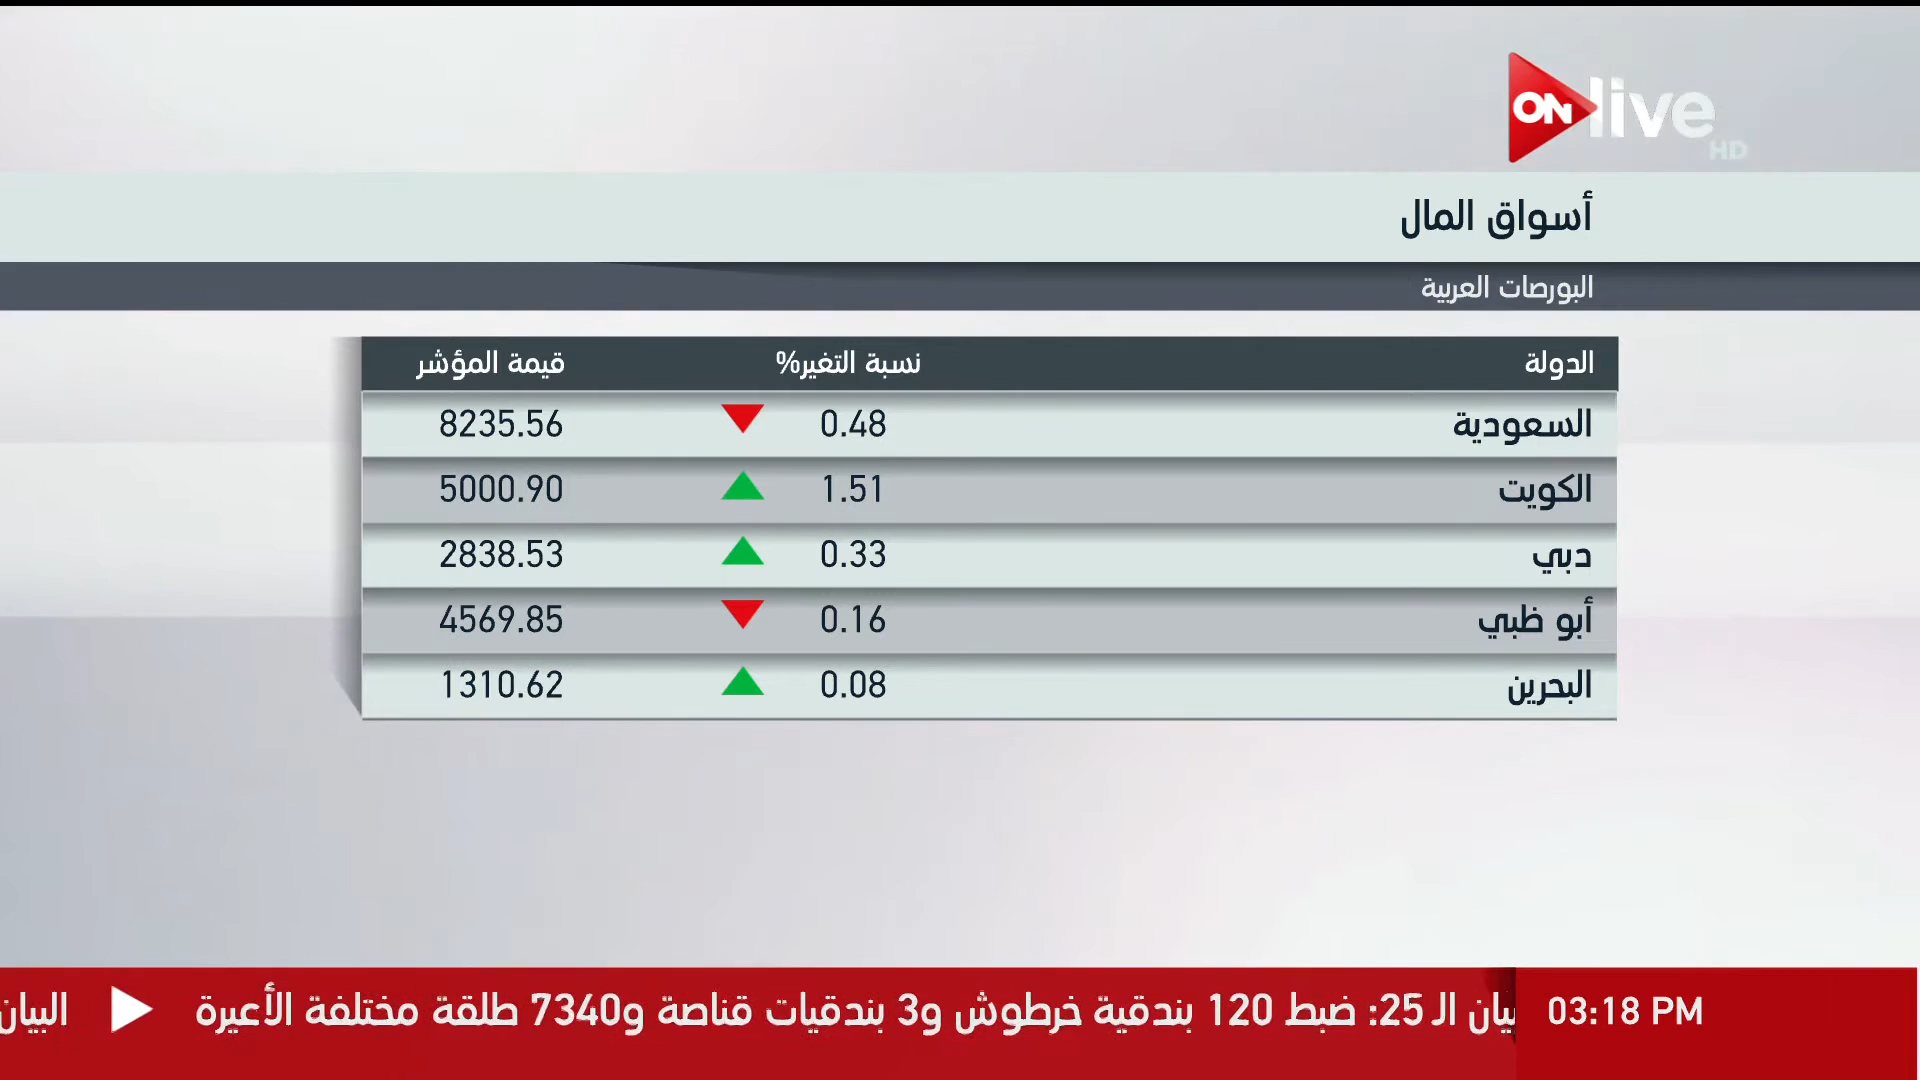 ON live HD
أسواق المال
البورصات العربية
الدولة نسبة التغير% قيمة المؤشر
السعودية 0.48 8235.56
الكويت 1.51 5000.90
دبي 0.33 2838.53
أبو ظبي 0.16 4569.85
البحرين 0.08 1310.62
03:18 PM
الـ 25: ضبط 120 بندقية خرطوش و3 بندقيات قناصة و7340 طلقة مختلفة الأعيرة البيان